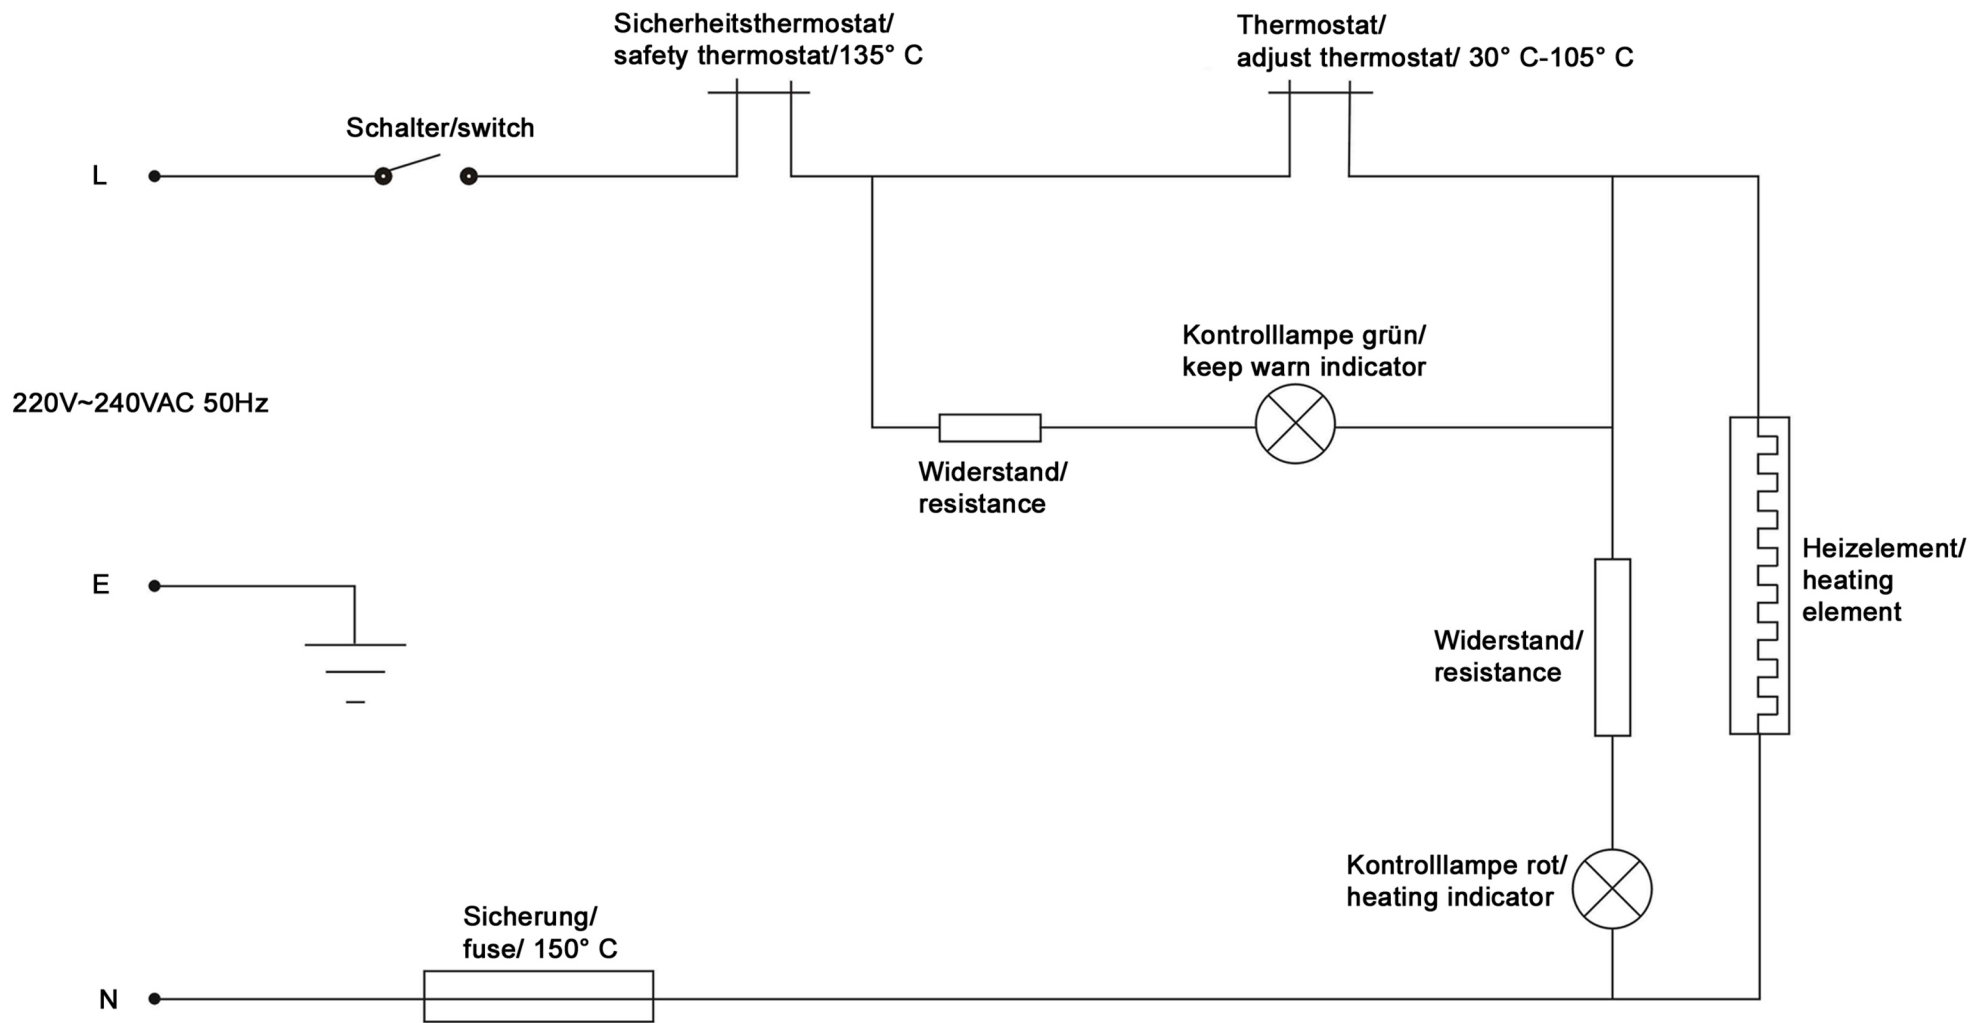 Sicherheitsthermostat/
safety thermostat/135° C
Thermostat/
adjust thermostat/ 30° C-105° C
Schalter/switch
L
Kontrolllampe grün/
keep warn indicator
220V~240VAC 50Hz
Widerstand/
resistance
Heizelement/
heating
element
E
Widerstand/
resistance
Kontrolllampe rot/
heating indicator
Sicherung/
fuse/ 150° C
N